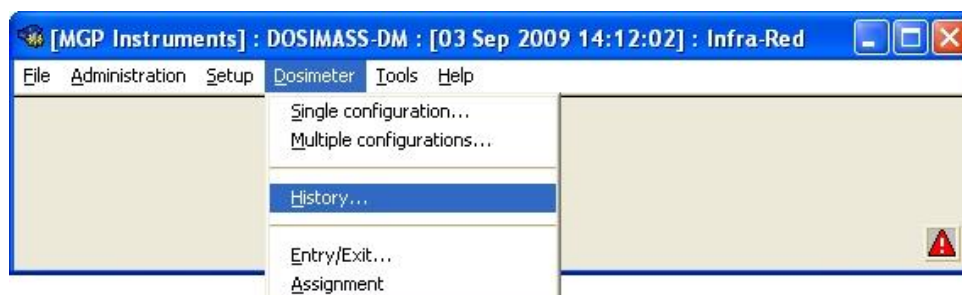 [MGP Instruments] : DOSIMASS-DM : [03 Sep 2009 14:12:02] : Infra-Red
File Administration Setup Dosimeter Tools Help
Single configuration...
Multiple configurations...
History...
Entry/Exit...
Assignment